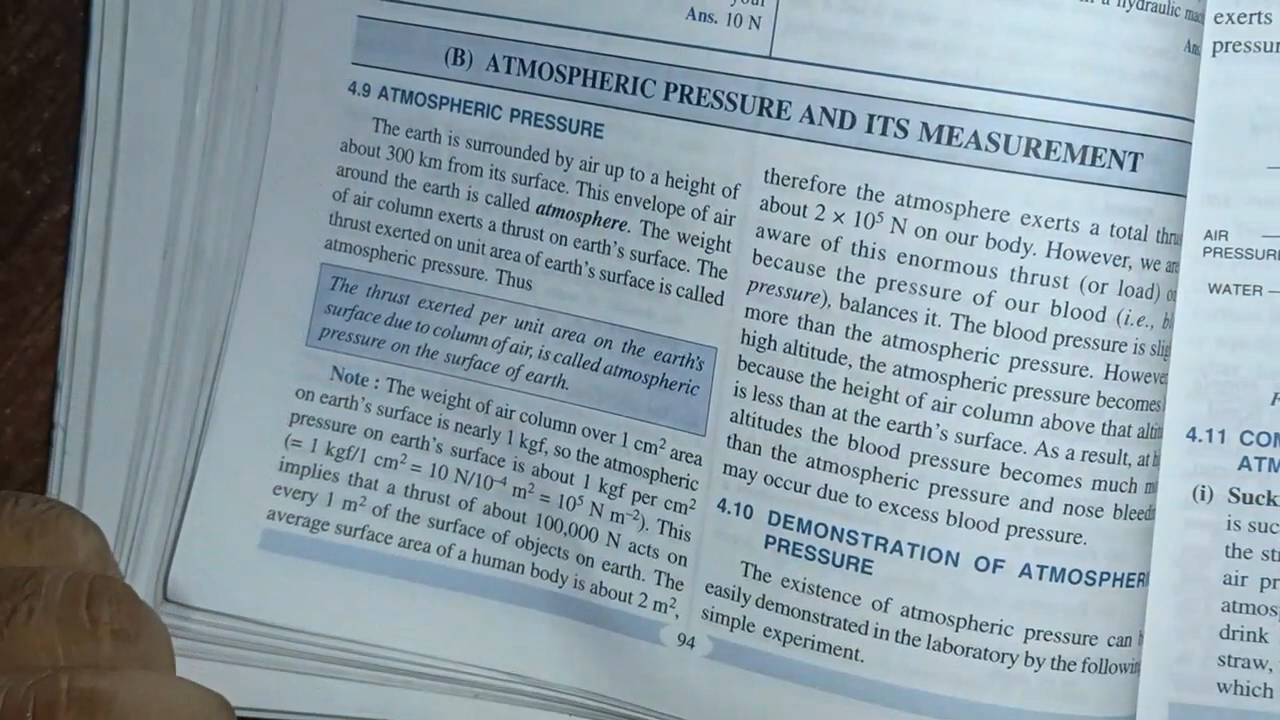 Ans. 10 N
hydraulic
(B) ATMOSPHERIC PRESSURE AND ITS MEASUREMENT
4.9 ATMOSPHERIC PRESSURE
The earth is surrounded by air up to a height of
about 300 km from its surface. This envelope of air
around the earth is called atmosphere. The weight
of air column exerts a thrust on earth's surface. The
thrust exerted on unit area of earth's surface is called
atmospheric pressure. Thus
The thrust exerted per unit area on the earth's
surface due to column of air, is called atmospheric
pressure on the surface of earth.
Note : The weight of air column over 1 cm² area
on earth's surface is nearly 1 kgf, so the atmospheric
pressure on earth's surface is about 1 kgf per cm²
(= 1 kgf/1 cm² = 10 N/10⁻⁴ m² = 10⁵ N m⁻²). This
implies that a thrust of about 100,000 N acts on
every 1 m² of the surface of objects on earth. The
average surface area of a human body is about 2 m²,
therefore the atmosphere exerts a total
about 2 × 10⁵ N on our body. However, we
aware of this enormous thrust (or load)
because the pressure of our blood (i.e.,
pressure), balances it. The blood pressure is
more than the atmospheric pressure.
high altitude, the atmospheric pressure becomes
because the height of air column above that
is less than at the earth's surface. As a result, at
altitudes the blood pressure becomes much
than the atmospheric pressure and nose
may occur due to excess blood pressure.
4.10 DEMONSTRATION OF
PRESSURE
The existence of atmospheric pressure can
easily demonstrated in the laboratory by the
simple experiment.
94
exerts
AIR
WATER
4.11
(i)
is
the
air
drink
straw,
which